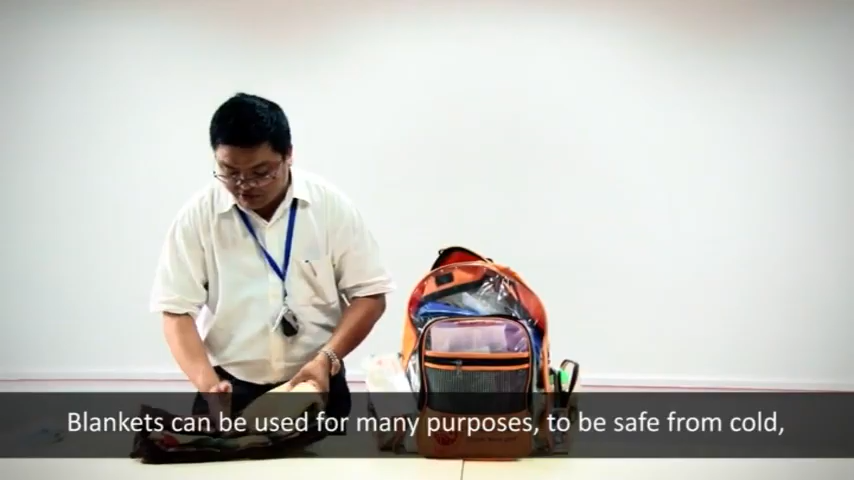 Blankets can be used for many purposes, to be safe from cold,